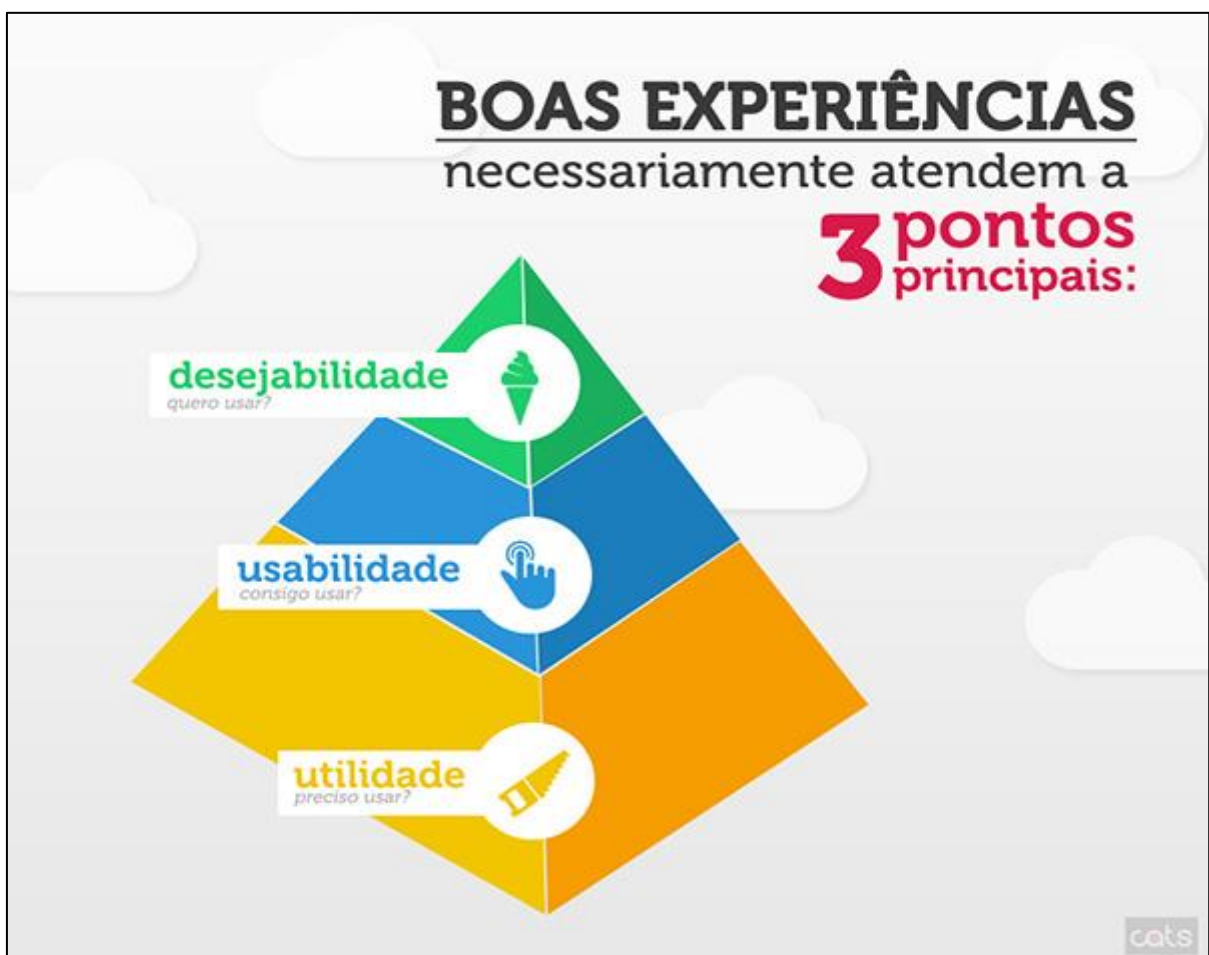 BOAS EXPERIÊNCIAS
necessariamente atendem a
3 pontos
principais:
desejabilidade
quero usar?
usabilidade
consigo usar?
utilidade
preciso usar?
cats